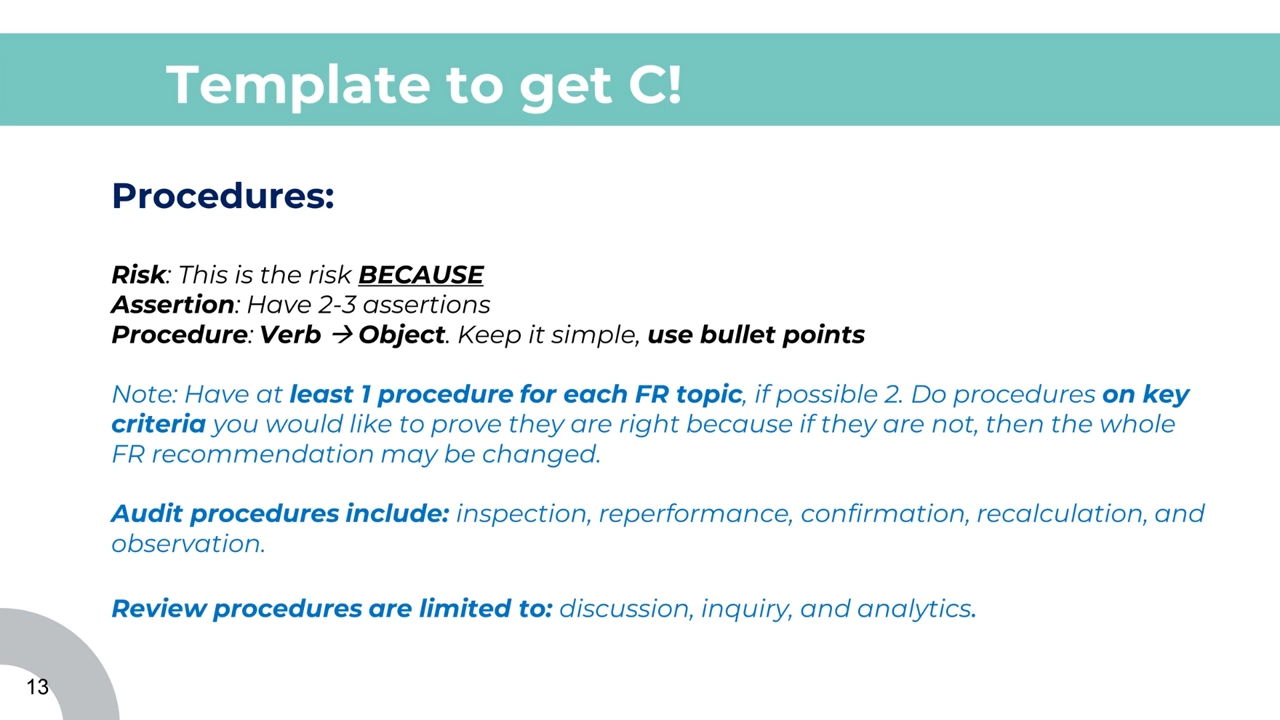 Template to get C!
Procedures:
Risk: This is the risk BECAUSE
Assertion: Have 2-3 assertions
Procedure: Verb → Object. Keep it simple, use bullet points
Note: Have at least 1 procedure for each FR topic, if possible 2. Do procedures on key
criteria you would like to prove they are right because if they are not, then the whole
FR recommendation may be changed.
Audit procedures include: inspection, reperformance, confirmation, recalculation, and
observation.
Review procedures are limited to: discussion, inquiry, and analytics.
13